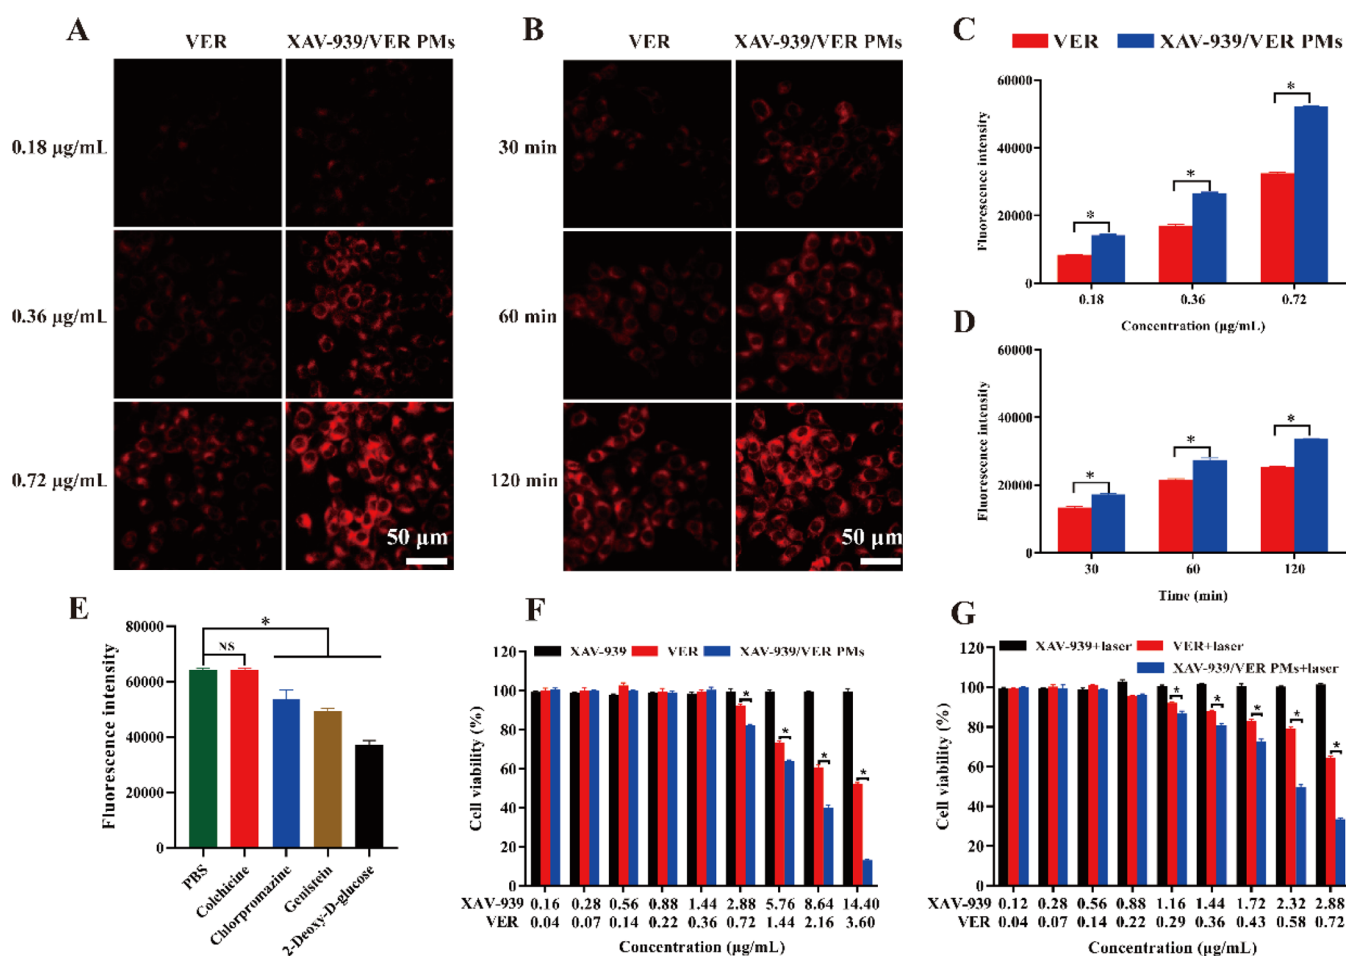 A
VER XAV-939/VER PMs
0.18 µg/mL
0.36 µg/mL
0.72 µg/mL
50 µm
B
VER XAV-939/VER PMs
30 min
60 min
120 min
50 µm
C
VER XAV-939/VER PMs
Fluorescence intensity
60000
40000
20000
0
* * *
0.18 0.36 0.72
Concentration (µg/mL)
D
Fluorescence intensity
60000
40000
20000
0
* * *
30 60 120
Time (min)
E
Fluorescence intensity
80000
60000
40000
20000
0
*
NS
PBS
Colchicine
Chlorpromazine
Genistein
2-Deoxy-D-glucose
F
XAV-939 VER XAV-939/VER PMs
Cell viability (%)
120
100
80
60
40
20
0
* * * *
XAV-939 0.16 0.28 0.56 0.88 1.44 2.88 5.76 8.64 14.40
VER 0.04 0.07 0.14 0.22 0.36 0.72 1.44 2.16 3.60
Concentration (µg/mL)
G
XAV-939+laser VER+laser
XAV-939/VER PMs+laser
Cell viability (%)
120
100
80
60
40
20
0
* * * * *
XAV-939 0.12 0.28 0.56 0.88 1.16 1.44 1.72 2.32 2.88
VER 0.04 0.07 0.14 0.22 0.29 0.36 0.43 0.58 0.72
Concentration (µg/mL)